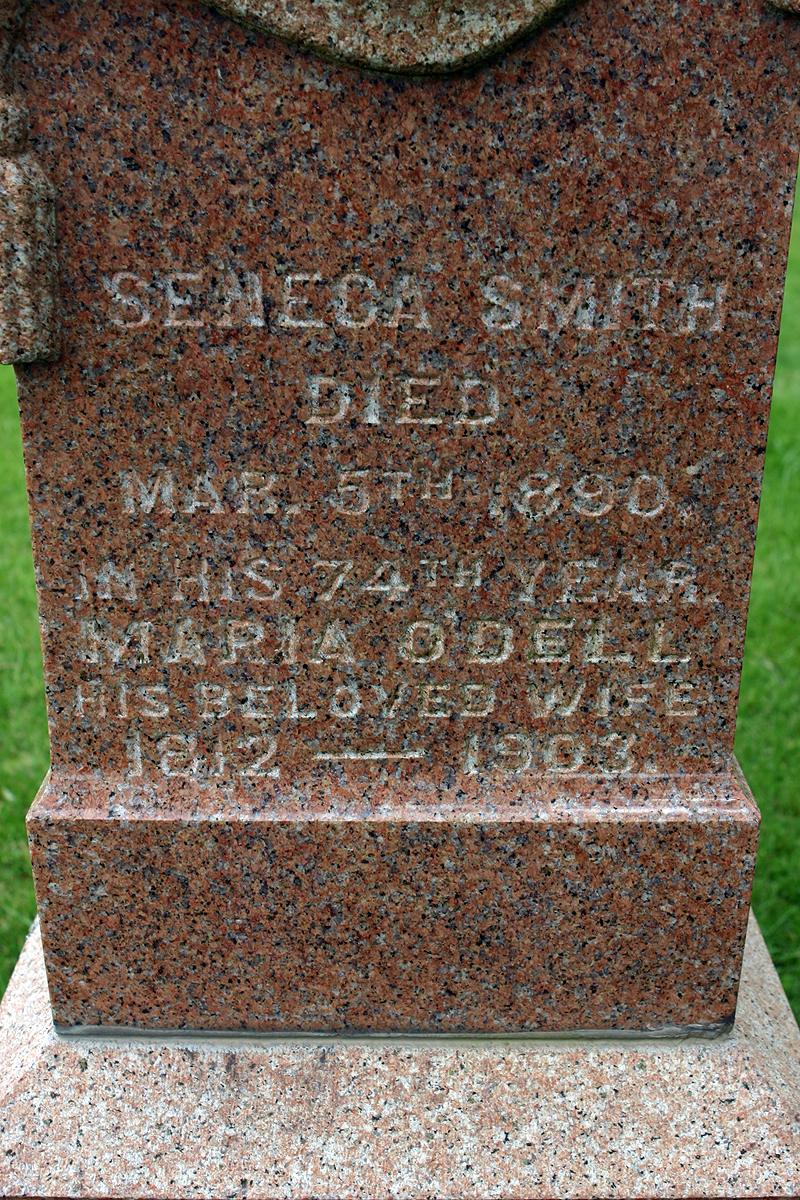 SENECA SMITH
DIED
MAR. 5TH 1890.
IN HIS 74TH YEAR.
MARIA ODELL
HIS BELOVED WIFE
1812 — 1903.